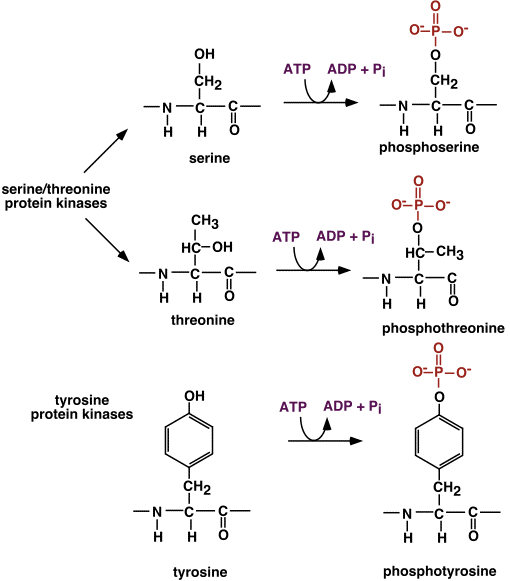 OH
CH2
N
C
C
H
H
O
serine
ATP
ADP + Pi
O
O-
P
O-
O
CH2
N
C
C
H
H
O
phosphoserine
serine/threonine
protein kinases
CH3
HC
OH
N
C
C
H
H
O
threonine
ATP
ADP + Pi
O
O-
P
O-
O
HC
CH3
N
C
C
H
H
O
phosphothreonine
tyrosine
protein kinases
OH
CH2
N
C
C
H
H
O
tyrosine
ATP
ADP + Pi
O
O-
P
O-
O
CH2
N
C
C
H
H
O
phosphotyrosine